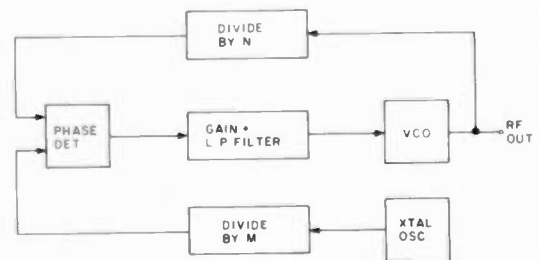 DIVIDE
BY N
PHASE
DET
GAIN +
L P FILTER
VCO
RF
OUT
DIVIDE
BY M
XTAL
OSC